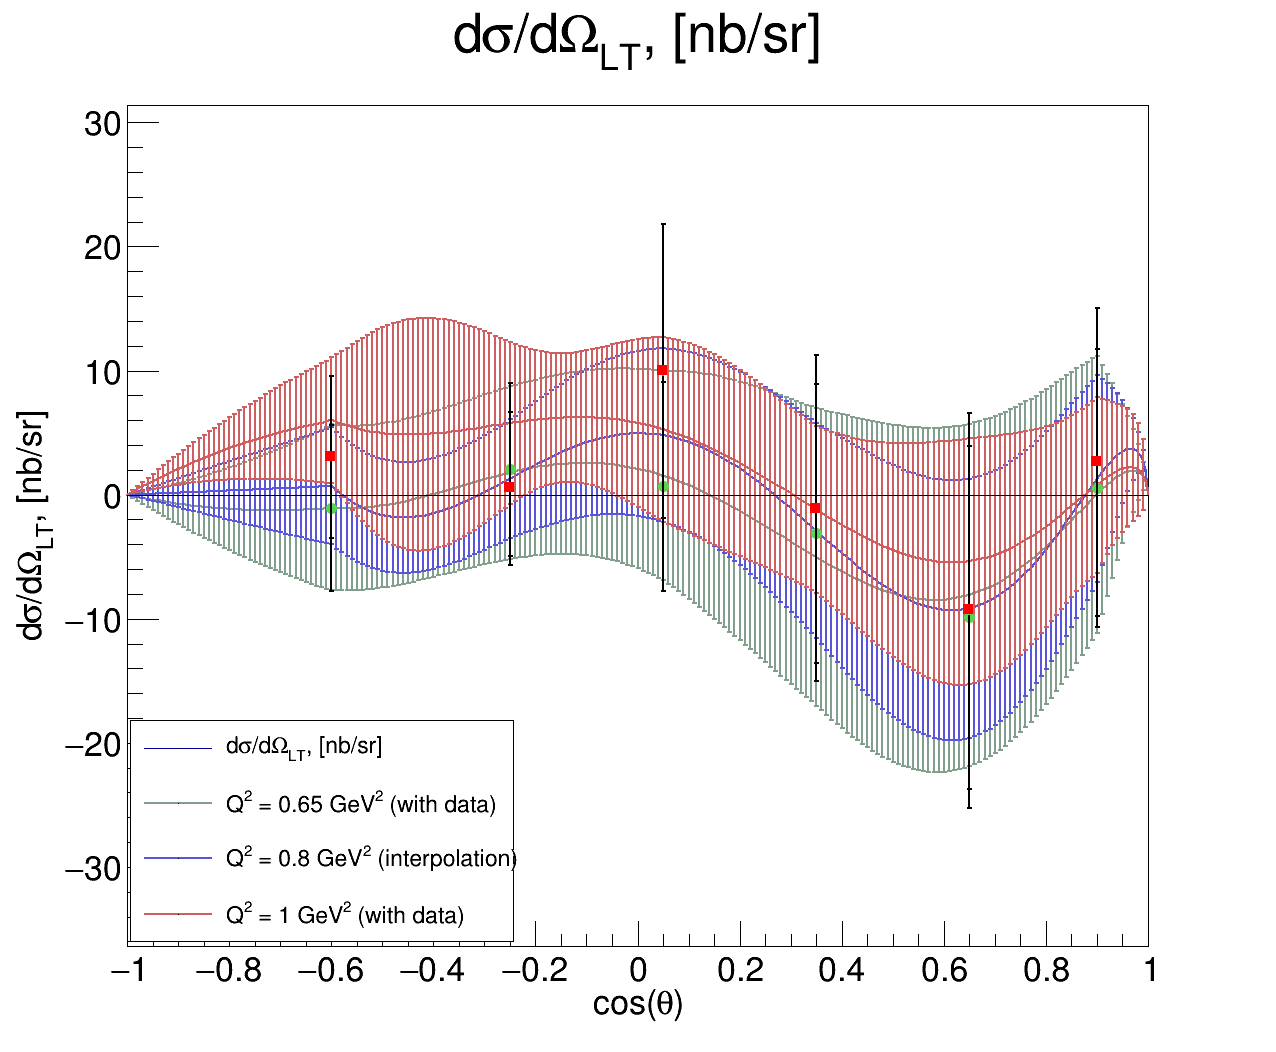 dσ/dΩLT, [nb/sr]
dσ/dΩLT, [nb/sr]
30
20
10
0
−10
−20
−30
dσ/dΩLT, [nb/sr]
Q2 = 0.65 GeV2 (with data)
Q2 = 0.8 GeV2 (interpolation)
Q2 = 1 GeV2 (with data)
−1 −0.8 −0.6 −0.4 −0.2 0 0.2 0.4 0.6 0.8 1
cos(θ)